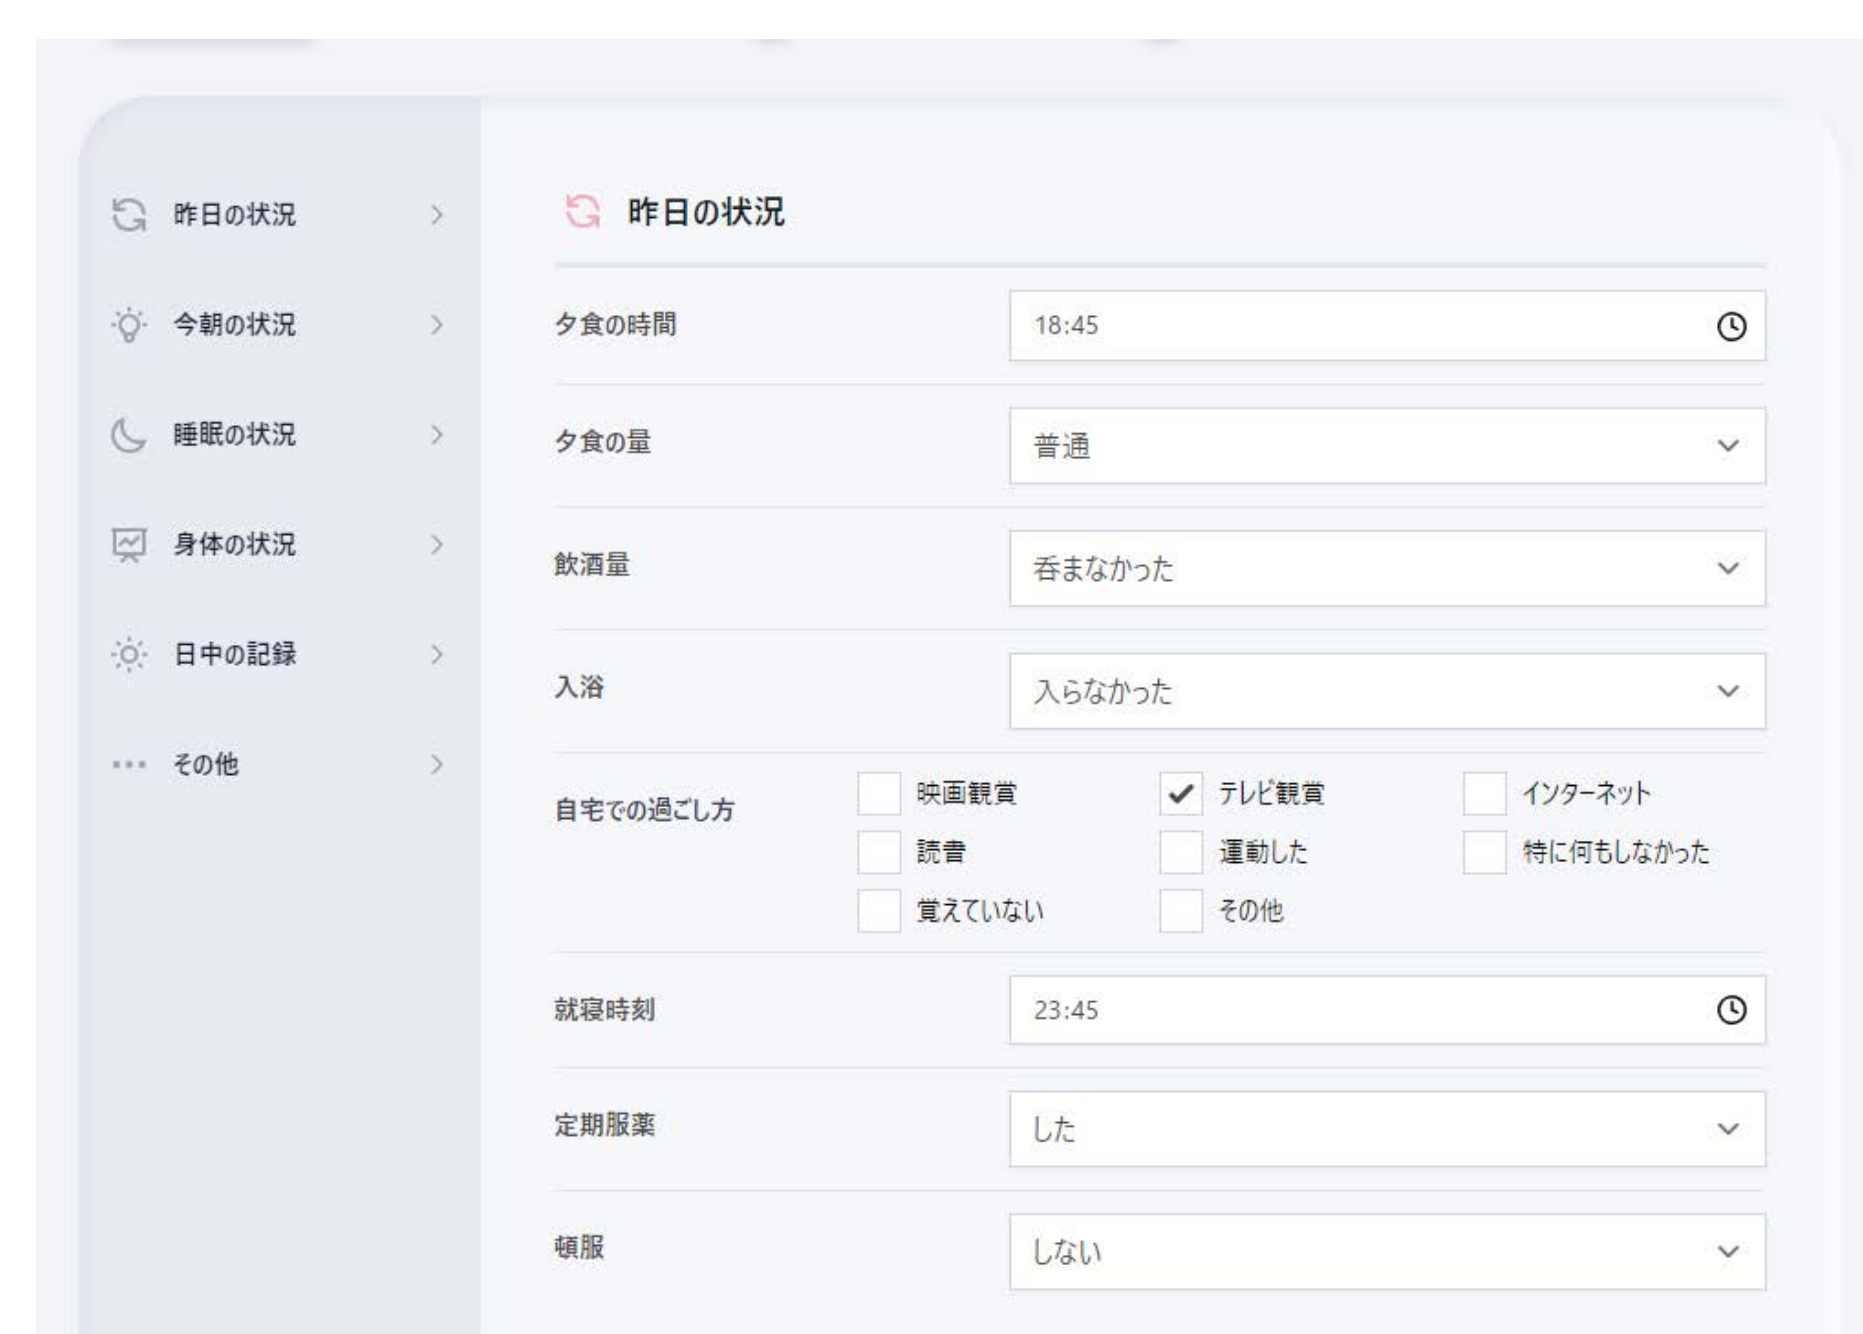 昨日の状況
今朝の状況
睡眠の状況
身体の状況
日中の記録
その他
昨日の状況
夕食の時間 18:45
夕食の量 普通
飲酒量 呑まなかった
入浴 入らなかった
自宅での過ごし方 映画観賞 テレビ観賞 インターネット
読書 運動した 特に何もしなかった
覚えていない その他
就寝時刻 23:45
定期服薬 した
頓服 しない